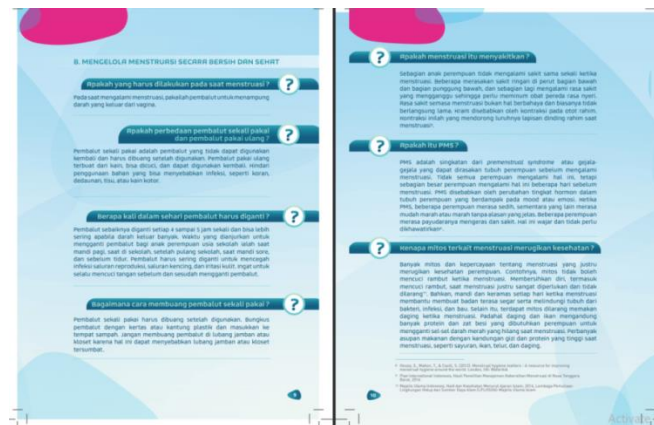 B. MENGELOLA MENSTRUASI SECARA BERSIH DAN SEHAT
Apakah yang harus dilakukan pada saat menstruasi ?
?
Pada saat mengalami menstruasi, pakailah pembalut untuk menampung
darah yang keluar dari vagina.
Apakah perbedaan pembalut sekali pakai
dan pembalut pakai ulang ?
?
Pembalut sekali pakai adalah pembalut yang tidak dapat digunakan
kembali dan harus dibuang setelah digunakan. Pembalut pakai ulang
terbuat dari kain, bisa dicuci, dan dapat digunakan kembali. Hindari
penggunaan bahan yang bisa menyebabkan infeksi, seperti koran,
dedaunan, tisu, atau kain kotor.
Berapa kali dalam sehari pembalut harus diganti ?
?
Pembalut sebaiknya diganti setiap 4 sampai 5 jam sekali dan bisa lebih
sering apabila darah keluar banyak. Waktu yang dianjurkan untuk
mengganti pembalut bagi anak perempuan usia sekolah ialah saat
mandi pagi, saat di sekolah, setelah pulang sekolah, saat mandi sore,
dan sebelum tidur. Pembalut harus sering diganti untuk mencegah
infeksi saluran reproduksi, saluran kencing, dan iritasi kulit. Ingat untuk
selalu mencuci tangan sebelum dan sesudah mengganti pembalut.
Bagaimana cara membuang pembalut sekali pakai ?
?
Pembalut sekali pakai harus dibuang setelah digunakan. Bungkus
pembalut dengan kertas atau kantung plastik dan masukkan ke
tempat sampah. Jangan membuang pembalut di lubang jamban atau
kloset karena hal ini dapat menyebabkan lubang jamban atau kloset
tersumbat.
9
?
Apakah menstruasi itu menyakitkan ?
Sebagian anak perempuan tidak mengalami sakit sama sekali ketika
menstruasi. Beberapa merasakan sakit ringan di perut bagian bawah
dan bagian punggung bawah, dan sebagian lagi mengalami rasa sakit
yang mengganggu sehingga perlu meminum obat pereda rasa nyeri.
Rasa sakit semasa menstruasi bukan hal berbahaya dan biasanya tidak
berlangsung lama. Kram disebabkan oleh kontraksi pada otot rahim.
Kontraksi inilah yang mendorong luruhnya lapisan dinding rahim saat
menstruasi
?
Apakah itu PMS ?
PMS adalah singkatan dari premenstrual syndrome atau gejala-
gejala yang dapat dirasakan tubuh perempuan sebelum mengalami
menstruasi. Tidak semua perempuan mengalami hal ini, tetapi
sebagian besar perempuan mengalami hal ini beberapa hari sebelum
menstruasi. PMS disebabkan oleh perubahan tingkat hormon dalam
tubuh perempuan yang berdampak pada mood atau emosi. Ketika
PMS, beberapa perempuan merasa sedih, sementara yang lain merasa
mudah marah atau marah tanpa alasan yang jelas. Beberapa perempuan
merasa payudaranya mengeras dan sakit. Hal ini wajar dan tidak perlu
dikhawatirkan
?
Kenapa mitos terkait menstruasi merugikan kesehatan ?
Banyak mitos dan kepercayaan tentang menstruasi yang justru
merugikan kesehatan perempuan. Contohnya, mitos tidak boleh
mencuci rambut ketika menstruasi. Membersihkan diri, termasuk
mencuci rambut, saat menstruasi justru sangat diperlukan dan tidak
dilarang. Bahkan, mandi dan keramas setiap hari ketika menstruasi
membantu membuat badan terasa segar serta melindungi tubuh dari
bakteri, infeksi, dan bau. Selain itu, terdapat mitos dilarang memakan
daging ketika menstruasi. Padahal daging dan ikan mengandung
banyak protein dan zat besi yang dibutuhkan perempuan untuk
mengganti sel-sel darah merah yang hilang saat menstruasi. Perbanyak
asupan makanan dengan kandungan gizi dan protein yang tinggi saat
menstruasi, seperti sayuran, ikan, telur, dan daging.
10
Activate